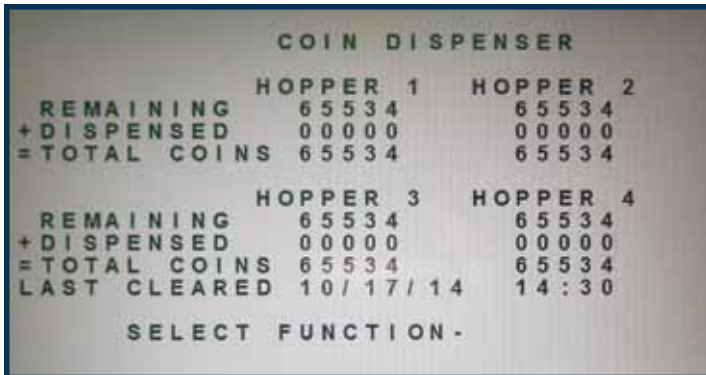 COIN DISPENSER
HOPPER 1 HOPPER 2
REMAINING 65534 65534
+DISPENSED 00000 00000
=TOTAL COINS 65534 65534
HOPPER 3 HOPPER 4
REMAINING 65534 65534
+DISPENSED 00000 00000
=TOTAL COINS 65534 65534
LAST CLEARED 10/17/14 14:30
SELECT FUNCTION-